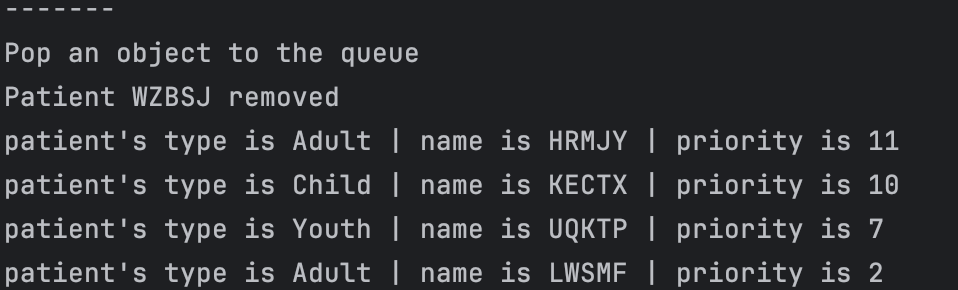 -------
Pop an object to the queue
Patient WZBSJ removed
patient's type is Adult | name is HRMJY | priority is 11
patient's type is Child | name is KECTX | priority is 10
patient's type is Youth | name is UQKTP | priority is 7
patient's type is Adult | name is LWSMF | priority is 2